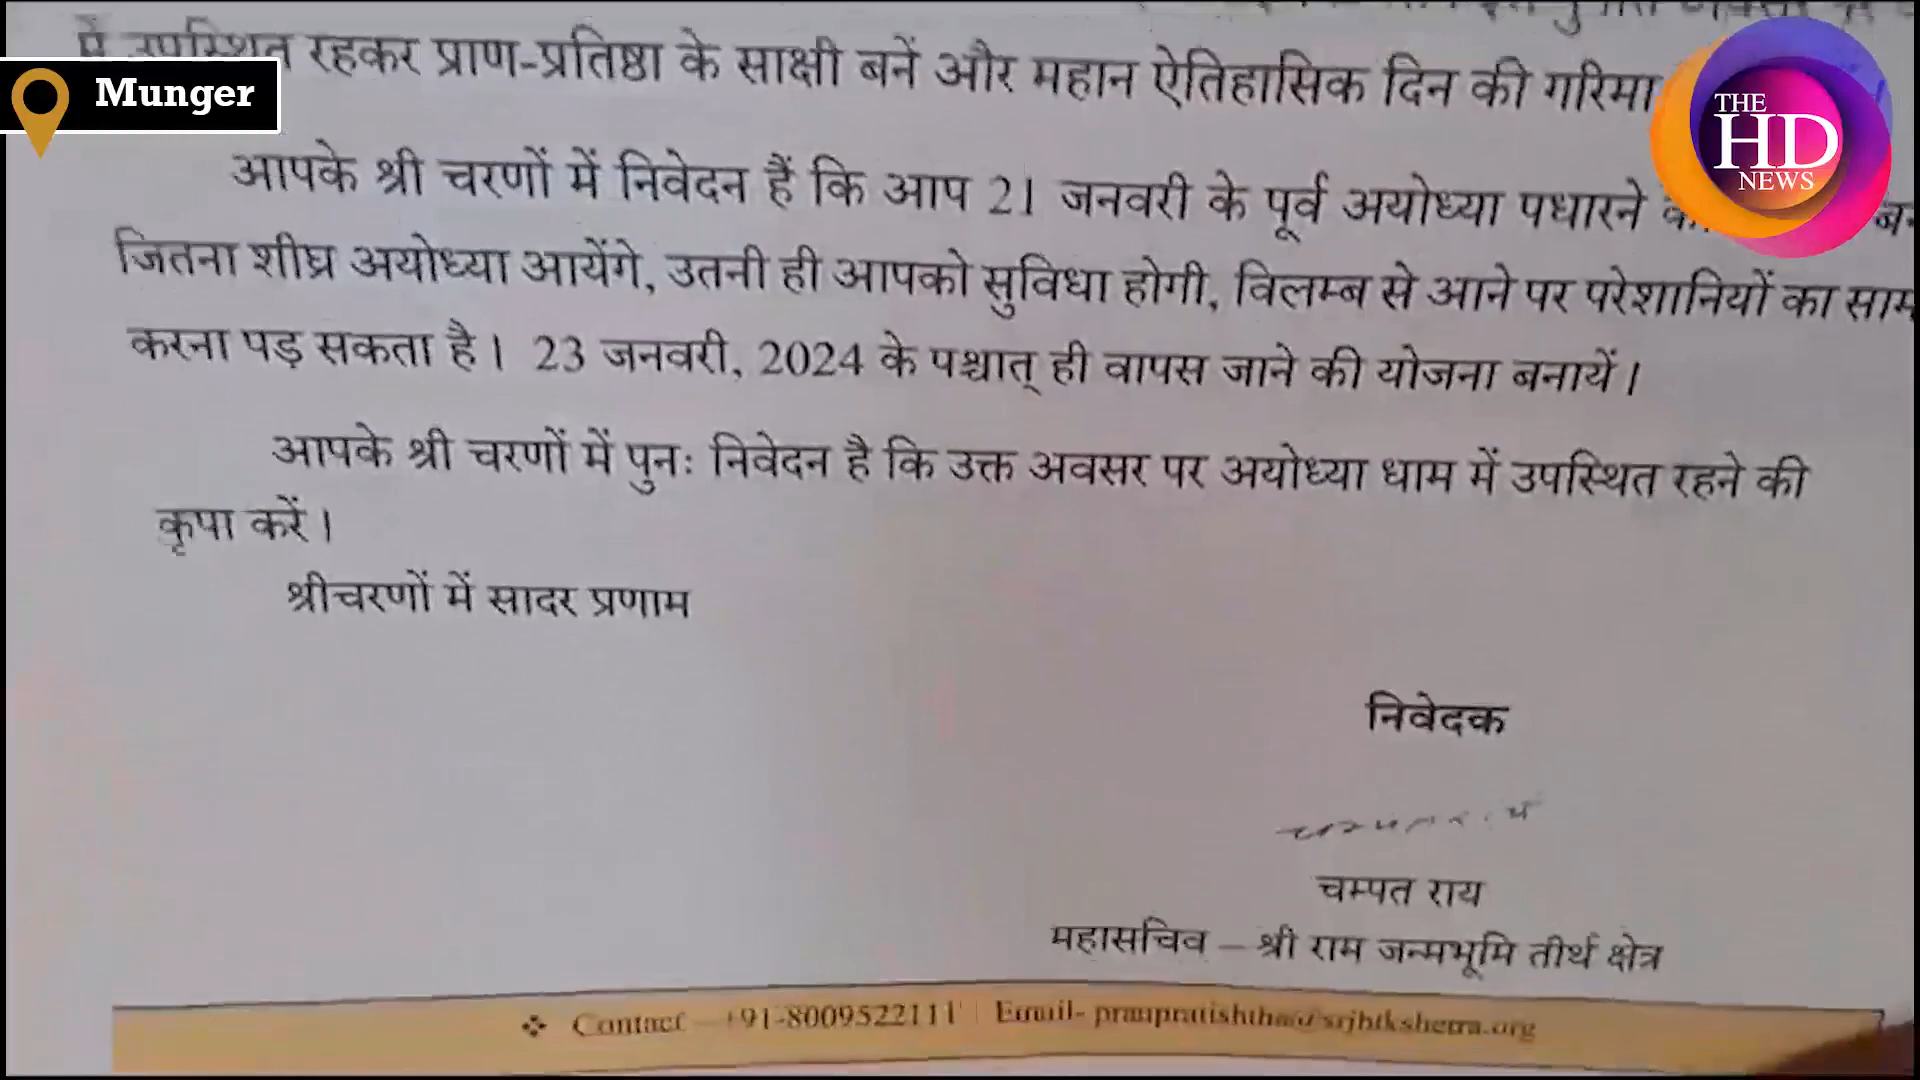 Munger
THE
HD
NEWS
रहकर प्राण-प्रतिष्ठा के साक्षी बनें और महान ऐतिहासिक दिन की गरिमा
आपके श्री चरणों में निवेदन हैं कि आप 21 जनवरी के पूर्व अयोध्या पधारने
जितना शीघ्र अयोध्या आयेंगे, उतनी ही आपको सुविधा होगी, विलम्ब से आने पर परेशानियों का
करना पड़ सकता है। 23 जनवरी, 2024 के पश्चात् ही वापस जाने की योजना बनायें।
आपके श्री चरणों में पुनः निवेदन है कि उक्त अवसर पर अयोध्या धाम में उपस्थित रहने की
कृपा करें।
श्रीचरणों में सादर प्रणाम
निवेदक
चम्पत राय
महासचिव – श्री राम जन्मभूमि तीर्थ क्षेत्र
Contact – +91-8009522111 | Email- pranpratishtha@srjbtkshetra.org